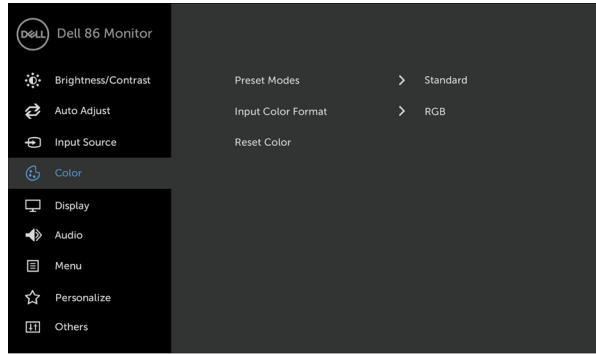 DELL Dell 86 Monitor
Brightness/Contrast
Auto Adjust
Input Source
Color
Display
Audio
Menu
Personalize
Others
Preset Modes > Standard
Input Color Format > RGB
Reset Color